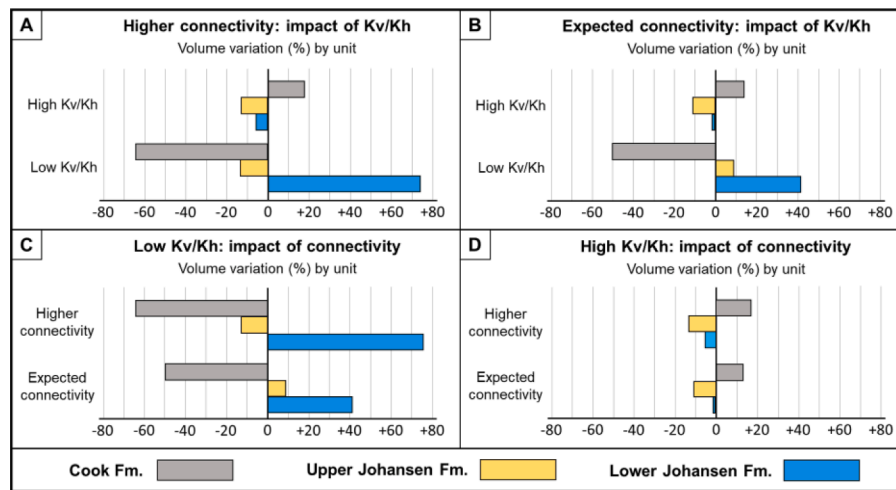 A
Higher connectivity: impact of Kv/Kh
Volume variation (%) by unit
High Kv/Kh
Low Kv/Kh
-80 -60 -40 -20 0 +20 +40 +60 +80
B
Expected connectivity: impact of Kv/Kh
Volume variation (%) by unit
High Kv/Kh
Low Kv/Kh
-80 -60 -40 -20 0 +20 +40 +60 +80
C
Low Kv/Kh: impact of connectivity
Volume variation (%) by unit
Higher
connectivity
Expected
connectivity
-80 -60 -40 -20 0 +20 +40 +60 +80
D
High Kv/Kh: impact of connectivity
Volume variation (%) by unit
Higher
connectivity
Expected
connectivity
-80 -60 -40 -20 0 +20 +40 +60 +80
Cook Fm. Upper Johansen Fm. Lower Johansen Fm.